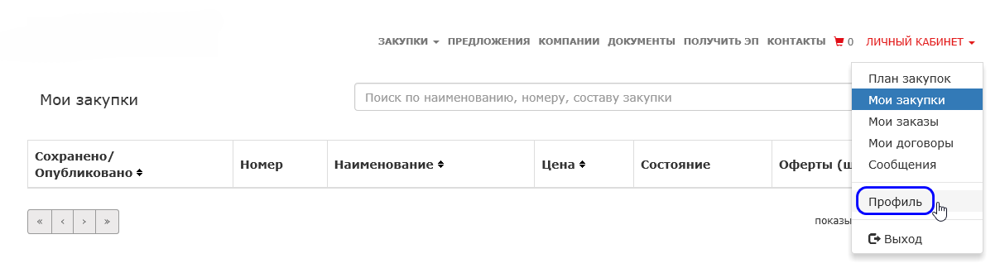 ЗАКУПКИ ПРЕДЛОЖЕНИЯ КОМПАНИИ ДОКУМЕНТЫ ПОЛУЧИТЬ ЭП КОНТАКТЫ 0 ЛИЧНЫЙ КАБИНЕТ
План закупок
Мои закупки
Мои заказы
Мои договоры
Сообщения
Профиль
Выход
Мои закупки
Поиск по наименованию, номеру, составу закупки
Сохранено/
Опубликовано
Номер
Наименование
Цена
Состояние
Оферты
« ‹ › »